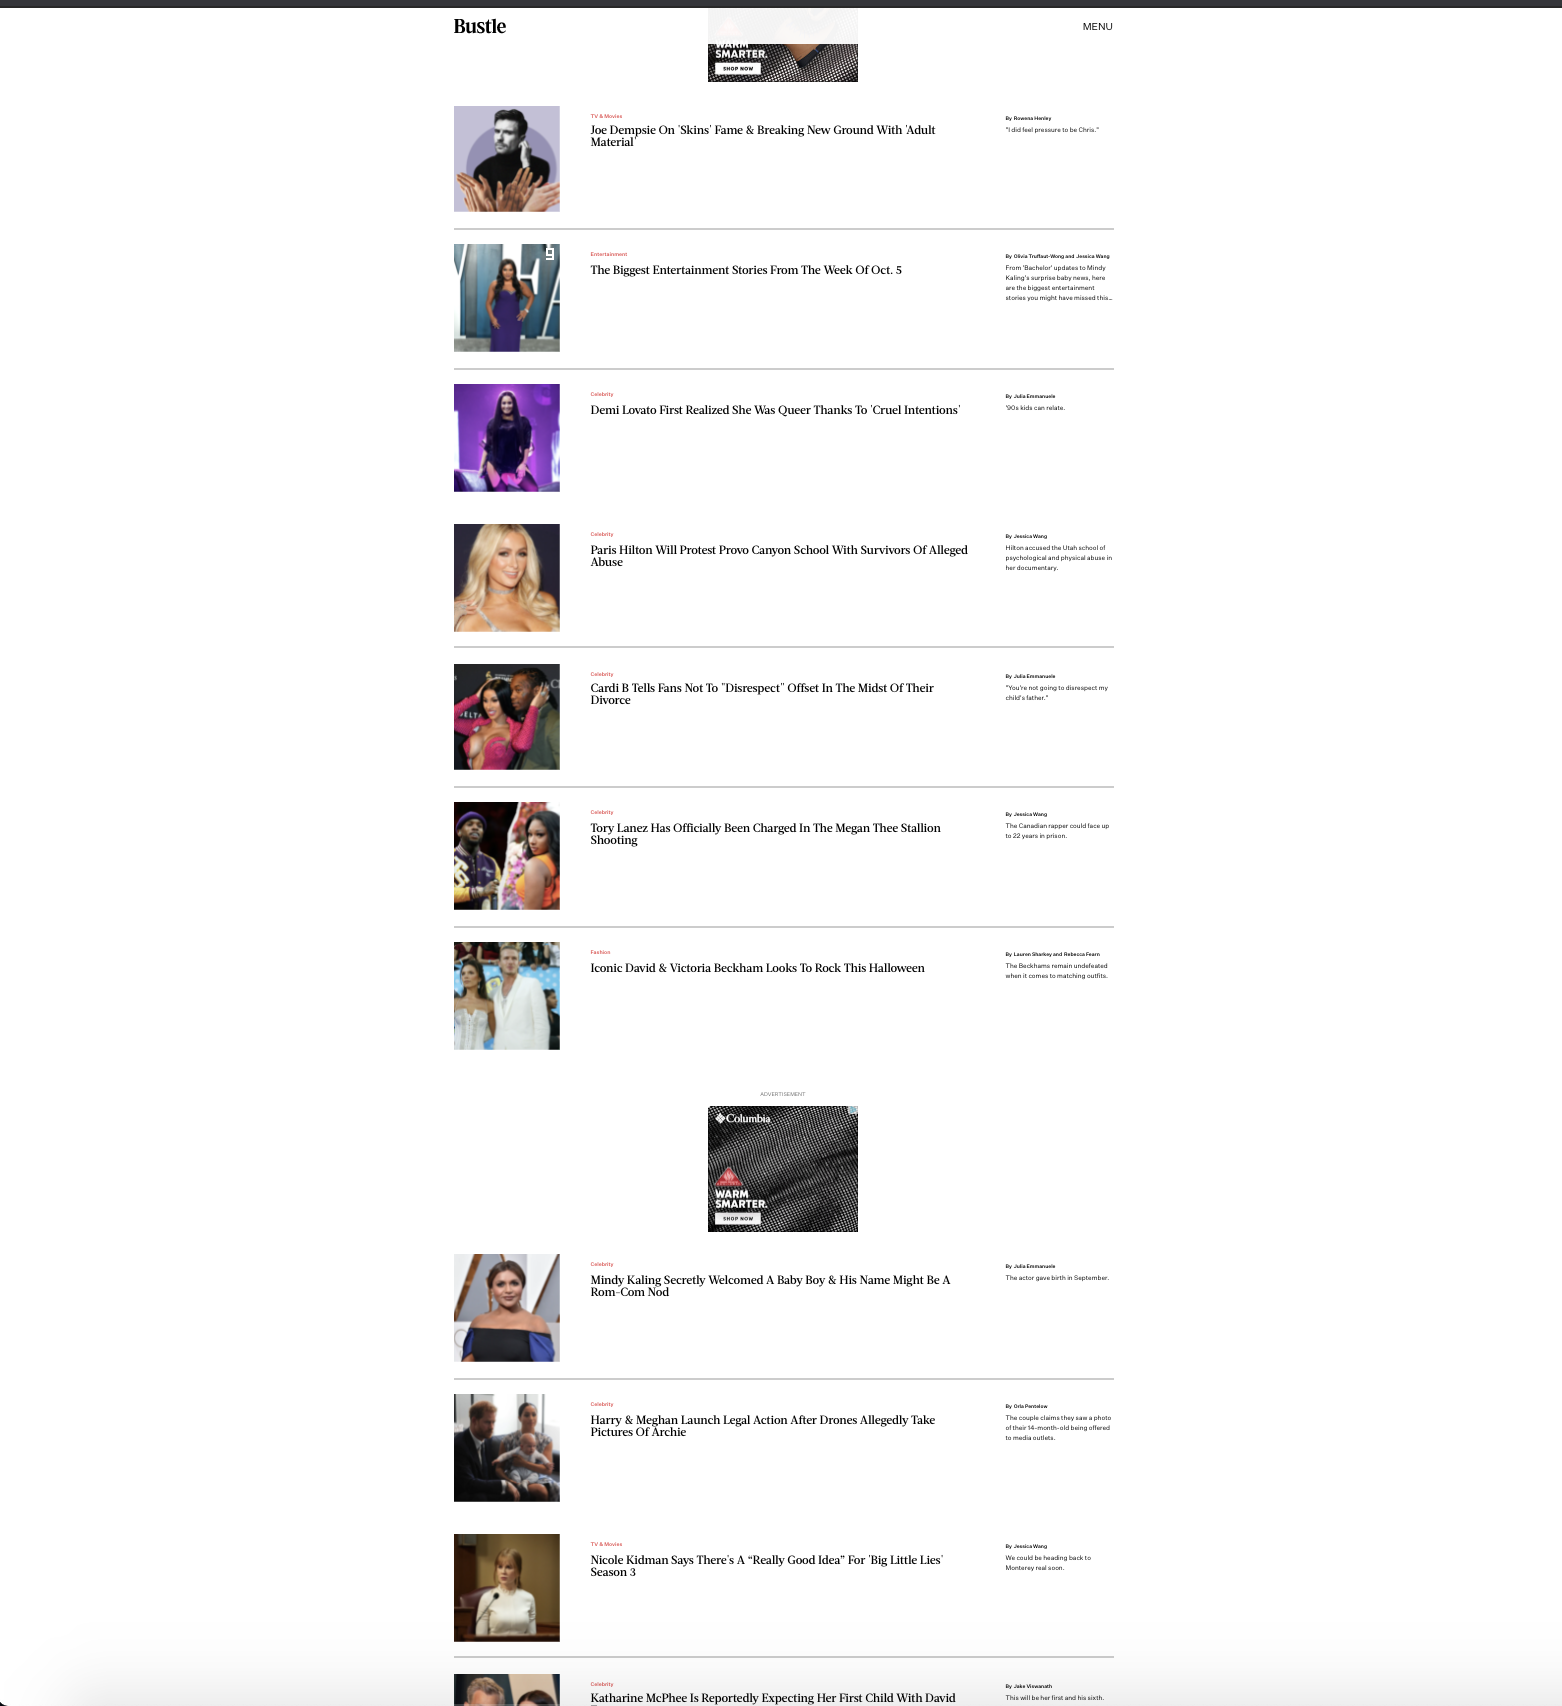 Bustle
MENU
WARM
SMARTER.
SHOP NOW
TV & Movies
Joe Dempsie On 'Skins' Fame & Breaking New Ground With 'Adult
Material'
By Rowena Henley
"I did feel pressure to be Chris."
Entertainment
The Biggest Entertainment Stories From The Week Of Oct. 5
By Olivia Truffaut-Wong and Jessica Wang
From 'Bachelor' updates to Mindy
Kaling's surprise baby news, here
are the biggest entertainment
stories you might have missed this…
Celebrity
Demi Lovato First Realized She Was Queer Thanks To 'Cruel Intentions'
By Julia Emmanuele
'90s kids can relate.
Celebrity
Paris Hilton Will Protest Provo Canyon School With Survivors Of Alleged
Abuse
By Jessica Wang
Hilton accused the Utah school of
psychological and physical abuse in
her documentary.
Celebrity
Cardi B Tells Fans Not To "Disrespect" Offset In The Midst Of Their
Divorce
By Julia Emmanuele
"You're not going to disrespect my
child's father."
Celebrity
Tory Lanez Has Officially Been Charged In The Megan Thee Stallion
Shooting
By Jessica Wang
The Canadian rapper could face up
to 22 years in prison.
Fashion
Iconic David & Victoria Beckham Looks To Rock This Halloween
By Lauren Sharkey and Rebecca Fearn
The Beckhams remain undefeated
when it comes to matching outfits.
ADVERTISEMENT
Columbia
WARM
SMARTER.
SHOP NOW
Celebrity
Mindy Kaling Secretly Welcomed A Baby Boy & His Name Might Be A
Rom-Com Nod
By Julia Emmanuele
The actor gave birth in September.
Celebrity
Harry & Meghan Launch Legal Action After Drones Allegedly Take
Pictures Of Archie
By Orla Pentelow
The couple claims they saw a photo
of their 14-month-old being offered
to media outlets.
TV & Movies
Nicole Kidman Says There's A “Really Good Idea” For 'Big Little Lies'
Season 3
By Jessica Wang
We could be heading back to
Monterey real soon.
Celebrity
Katharine McPhee Is Reportedly Expecting Her First Child With David
By Jake Viswanath
This will be her first and his sixth.